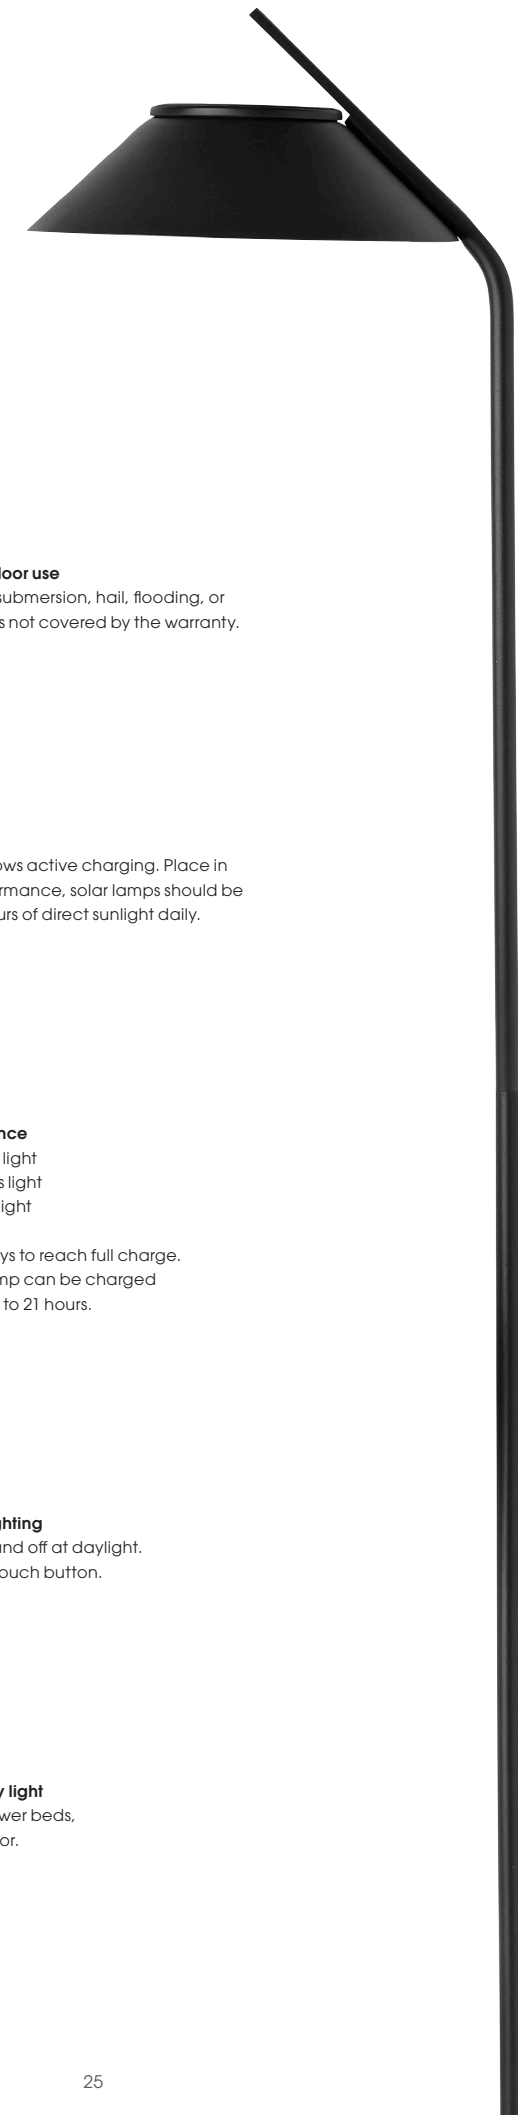 loor use
submersion, hail, flooding, or
s not covered by the warranty.
ows active charging. Place in
rmance, solar lamps should be
urs of direct sunlight daily.
nce
light
s light
ight
ys to reach full charge.
mp can be charged
to 21 hours.
ghting
and off at daylight.
ouch button.
y light
wer beds,
or.
25